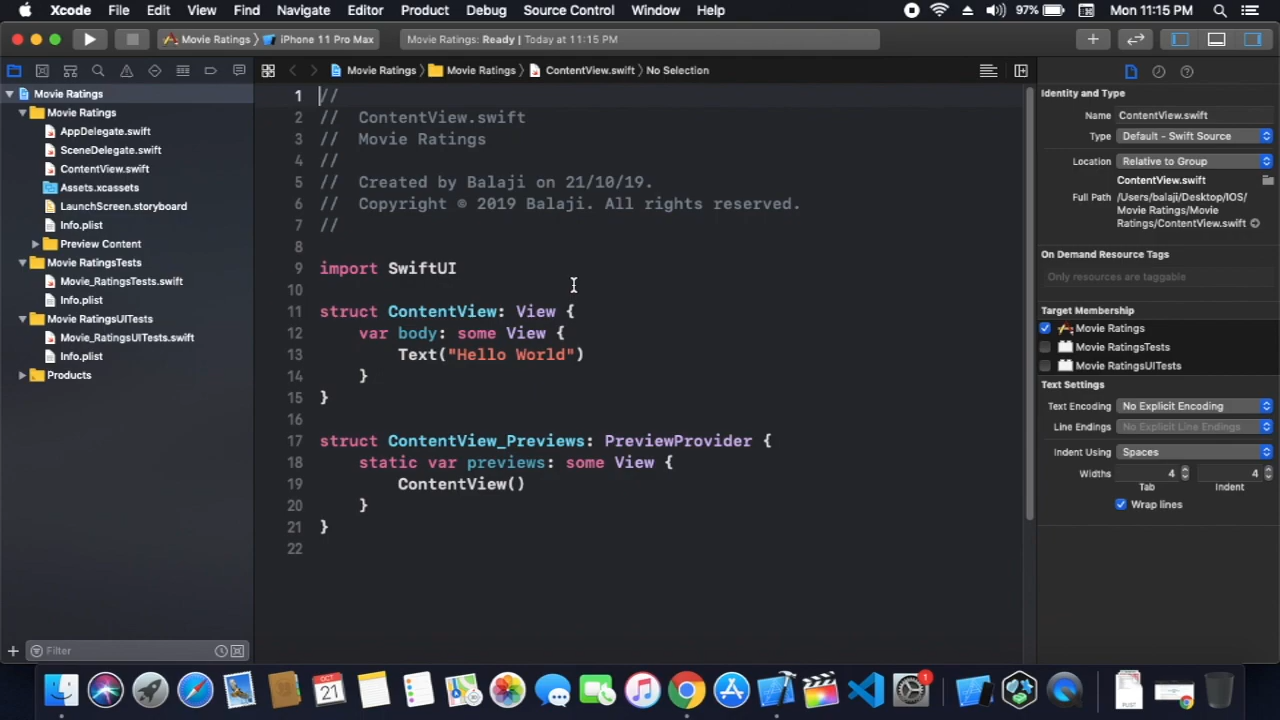 Xcode File Edit View Find Navigate Editor Product Debug Source Control Window Help 97% Mon 11:15 PM
Movie Ratings iPhone 11 Pro Max Movie Ratings: Ready | Today at 11:15 PM
Movie Ratings Movie Ratings ContentView.swift No Selection
Movie Ratings
Movie Ratings
AppDelegate.swift
SceneDelegate.swift
ContentView.swift
Assets.xcassets
LaunchScreen.storyboard
Info.plist
Preview Content
Movie RatingsTests
Movie_RatingsTests.swift
Info.plist
Movie RatingsUITests
Movie_RatingsUITests.swift
Info.plist
Products
Filter
1 //
2 // ContentView.swift
3 // Movie Ratings
4 //
5 // Created by Balaji on 21/10/19.
6 // Copyright © 2019 Balaji. All rights reserved.
7 //
8
9 import SwiftUI
10
11 struct ContentView: View {
12 var body: some View {
13 Text("Hello World")
14 }
15 }
16
17 struct ContentView_Previews: PreviewProvider {
18 static var previews: some View {
19 ContentView()
20 }
21 }
22
Identity and Type
Name ContentView.swift
Type Default - Swift Source
Location Relative to Group
ContentView.swift
Full Path /Users/balaji/Desktop/IOS/
Movie Ratings/Movie
Ratings/ContentView.swift
On Demand Resource Tags
Only resources are taggable
Target Membership
Movie Ratings
Movie RatingsTests
Movie RatingsUITests
Text Settings
Text Encoding No Explicit Encoding
Line Endings No Explicit Line Endings
Indent Using Spaces
Widths 4 4
Tab Indent
Wrap lines
OCT
21
1